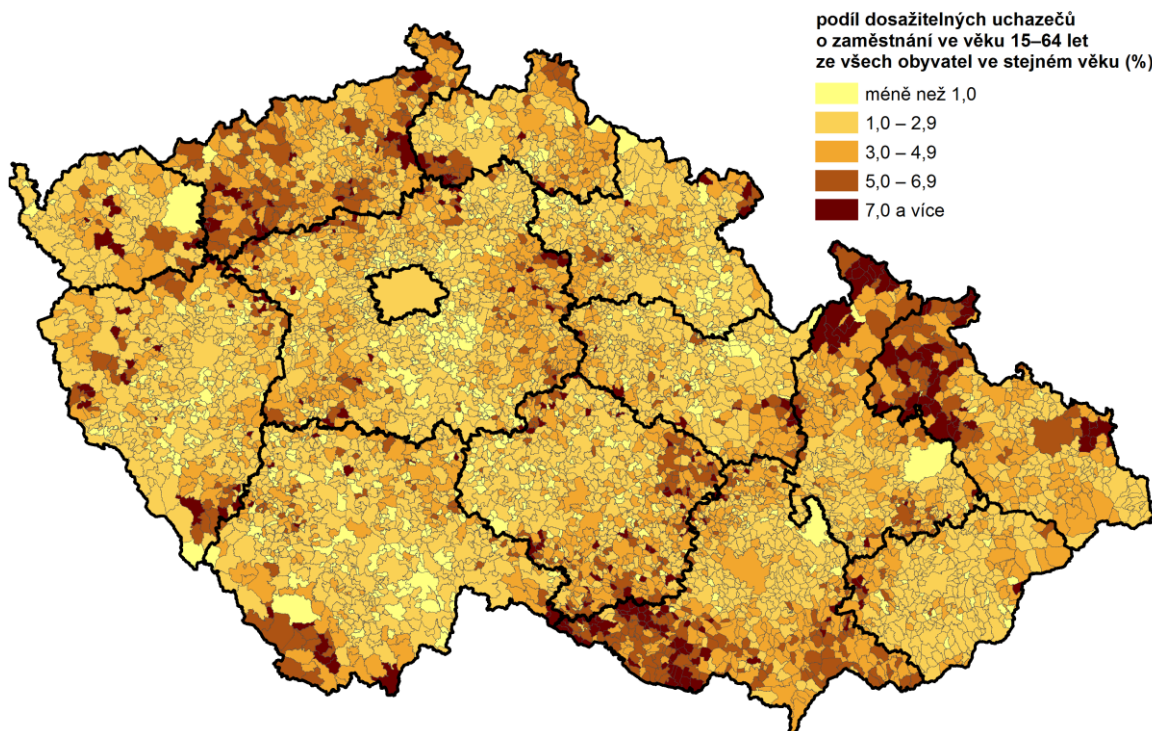 podíl dosažitelných uchazečů
o zaměstnání ve věku 15–64 let
ze všech obyvatel ve stejném věku (%)
méně než 1,0
1,0 – 2,9
3,0 – 4,9
5,0 – 6,9
7,0 a více